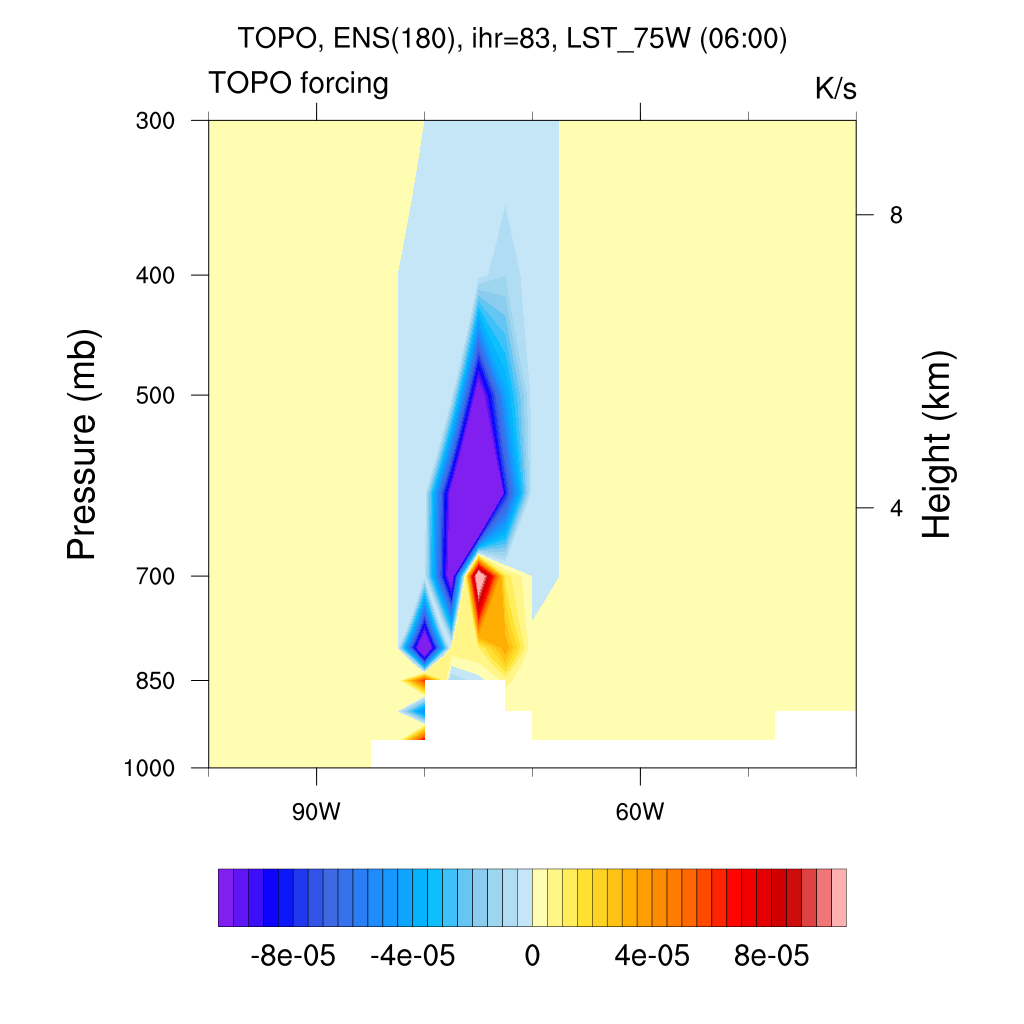 TOPO, ENS(180), ihr=83, LST_75W (06:00)
TOPO forcing
K/s
300
400
500
700
850
1000
Pressure (mb)
8
4
Height (km)
90W
60W
-8e-05
-4e-05
0
4e-05
8e-05